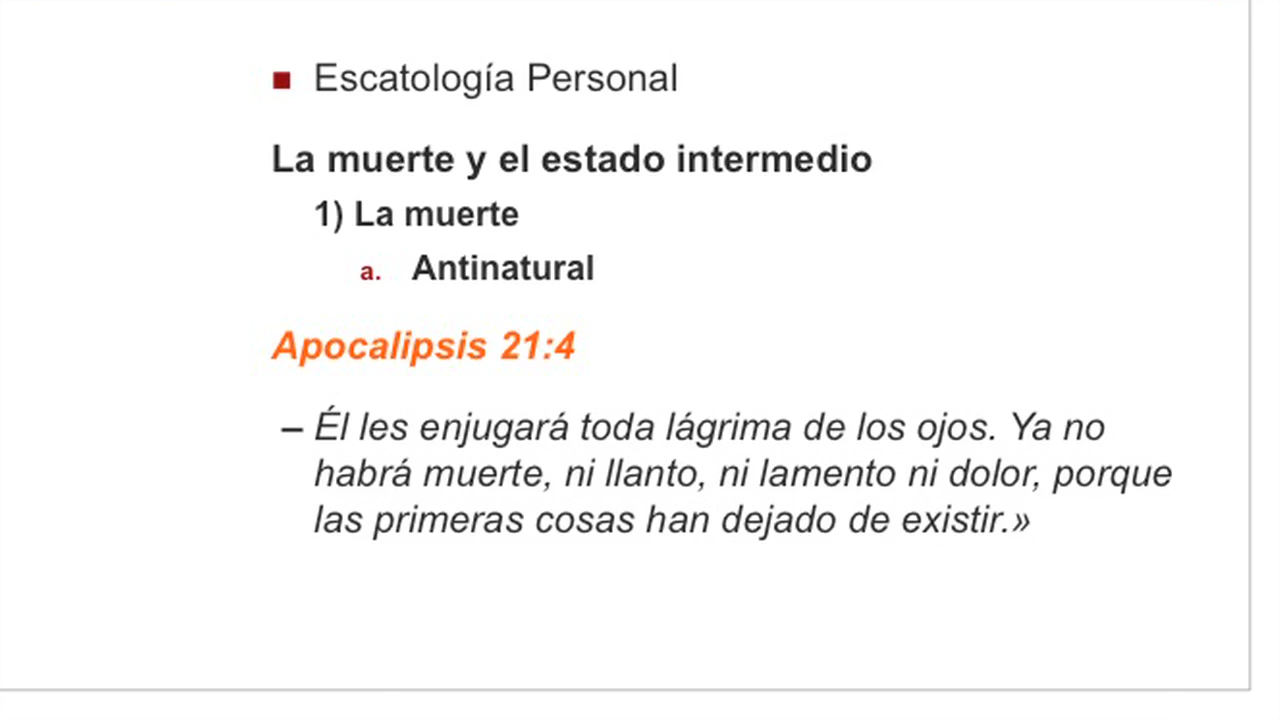 ■ Escatología Personal
La muerte y el estado intermedio
1) La muerte
a. Antinatural
Apocalipsis 21:4
– Él les enjugará toda lágrima de los ojos. Ya no
habrá muerte, ni llanto, ni lamento ni dolor, porque
las primeras cosas han dejado de existir.»